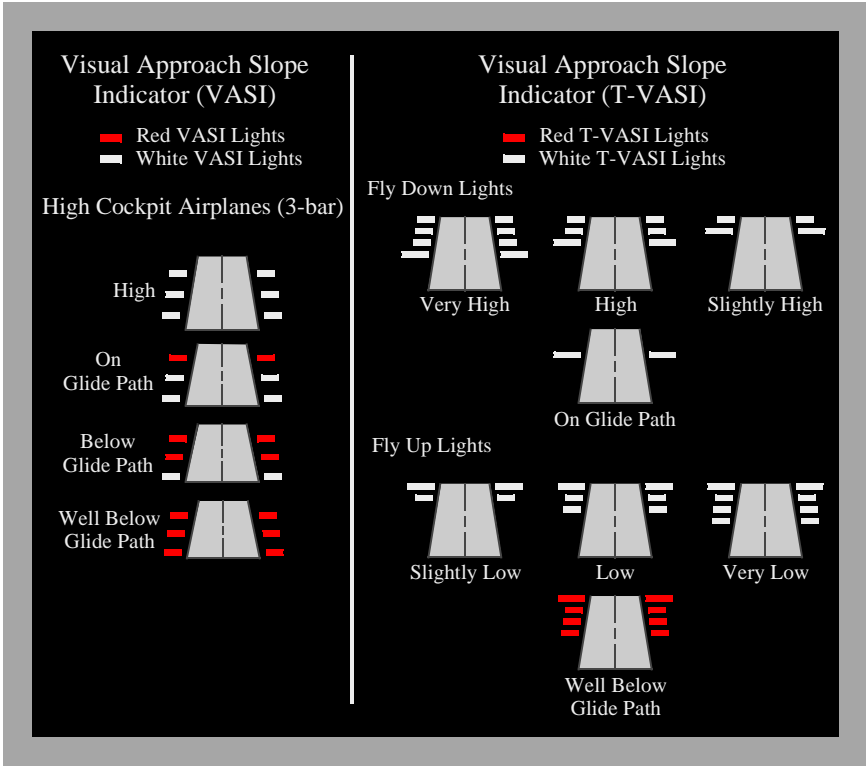 Visual Approach Slope
Indicator (VASI)
Red VASI Lights
White VASI Lights
High Cockpit Airplanes (3-bar)
High
On
Glide Path
Below
Glide Path
Well Below
Glide Path
Visual Approach Slope
Indicator (T-VASI)
Red T-VASI Lights
White T-VASI Lights
Fly Down Lights
Very High
High
Slightly High
On Glide Path
Fly Up Lights
Slightly Low
Low
Very Low
Well Below
Glide Path